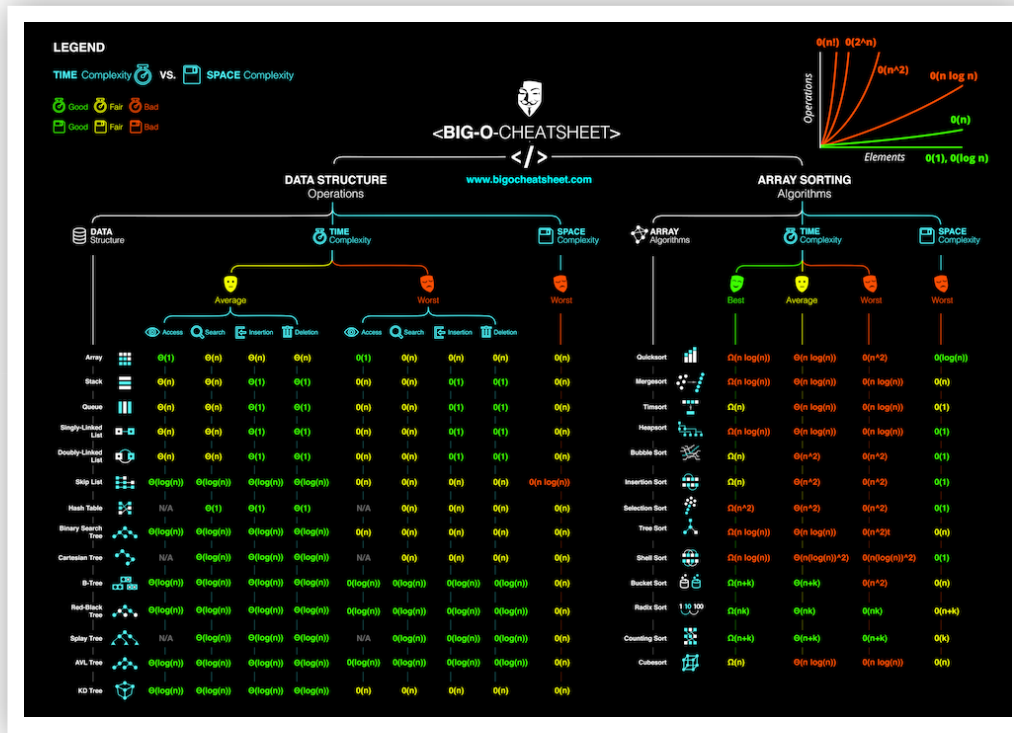 LEGEND
TIME Complexity VS. SPACE Complexity
Good Fair Bad
Good Fair Bad
0(n!) 0(2^n)
0(n^2)
0(n log n)
0(n)
0(1), 0(log n)
Operations
Elements
<BIG-O-CHEATSHEET>
</>
www.bigocheatsheet.com
DATA STRUCTURE
Operations
ARRAY SORTING
Algorithms
DATA
Structure
TIME
Complexity
SPACE
Complexity
ARRAY
Algorithms
TIME
Complexity
SPACE
Complexity
Average Worst Worst
Best Average Worst Worst
Access Search Insertion Deletion Access Search Insertion Deletion
Array Θ(1) Θ(n) Θ(n) Θ(n) 0(1) 0(n) 0(n) 0(n) 0(n)
Stack Θ(n) Θ(n) Θ(1) Θ(1) 0(n) 0(n) 0(1) 0(1) 0(n)
Queue Θ(n) Θ(n) Θ(1) Θ(1) 0(n) 0(n) 0(1) 0(1) 0(n)
Singly-Linked
List Θ(n) Θ(n) Θ(1) Θ(1) 0(n) 0(n) 0(1) 0(1) 0(n)
Doubly-Linked
List Θ(n) Θ(n) Θ(1) Θ(1) 0(n) 0(n) 0(1) 0(1) 0(n)
Skip List Θ(log(n)) Θ(log(n)) Θ(log(n)) Θ(log(n)) 0(n) 0(n) 0(n) 0(n) 0(n log(n))
Hash Table N/A Θ(1) Θ(1) Θ(1) N/A 0(n) 0(n) 0(n) 0(n)
Binary Search
Tree Θ(log(n)) Θ(log(n)) Θ(log(n)) Θ(log(n)) 0(n) 0(n) 0(n) 0(n) 0(n)
Cartesian Tree N/A Θ(log(n)) Θ(log(n)) Θ(log(n)) N/A 0(n) 0(n) 0(n) 0(n)
B-Tree Θ(log(n)) Θ(log(n)) Θ(log(n)) Θ(log(n)) 0(log(n)) 0(log(n)) 0(log(n)) 0(log(n)) 0(n)
Red-Black
Tree Θ(log(n)) Θ(log(n)) Θ(log(n)) Θ(log(n)) 0(log(n)) 0(log(n)) 0(log(n)) 0(log(n)) 0(n)
Splay Tree N/A Θ(log(n)) Θ(log(n)) Θ(log(n)) N/A 0(log(n)) 0(log(n)) 0(log(n)) 0(n)
AVL Tree Θ(log(n)) Θ(log(n)) Θ(log(n)) Θ(log(n)) 0(log(n)) 0(log(n)) 0(log(n)) 0(log(n)) 0(n)
KD Tree Θ(log(n)) Θ(log(n)) Θ(log(n)) Θ(log(n)) 0(n) 0(n) 0(n) 0(n) 0(n)
Quicksort Ω(n log(n)) Θ(n log(n)) 0(n^2) 0(log(n))
Mergesort Ω(n log(n)) Θ(n log(n)) 0(n log(n)) 0(n)
Timsort Ω(n) Θ(n log(n)) 0(n log(n)) 0(1)
Heapsort Ω(n log(n)) Θ(n log(n)) 0(n log(n)) 0(1)
Bubble Sort Ω(n) Θ(n^2) 0(n^2) 0(1)
Insertion Sort Ω(n) Θ(n^2) 0(n^2) 0(1)
Selection Sort Ω(n^2) Θ(n^2) 0(n^2) 0(1)
Tree Sort Ω(n log(n)) Θ(n log(n)) 0(n^2)t 0(n)
Shell Sort Ω(n log(n)) Θ(n(log(n))^2) 0(n(log(n))^2) 0(1)
Bucket Sort Ω(n+k) Θ(n+k) 0(n^2) 0(n)
Radix Sort 1 10 100 Ω(nk) Θ(nk) 0(nk) 0(n+k)
Counting Sort Ω(n+k) Θ(n+k) 0(n+k) 0(k)
Cubesort Ω(n) Θ(n log(n)) 0(n log(n)) 0(n)